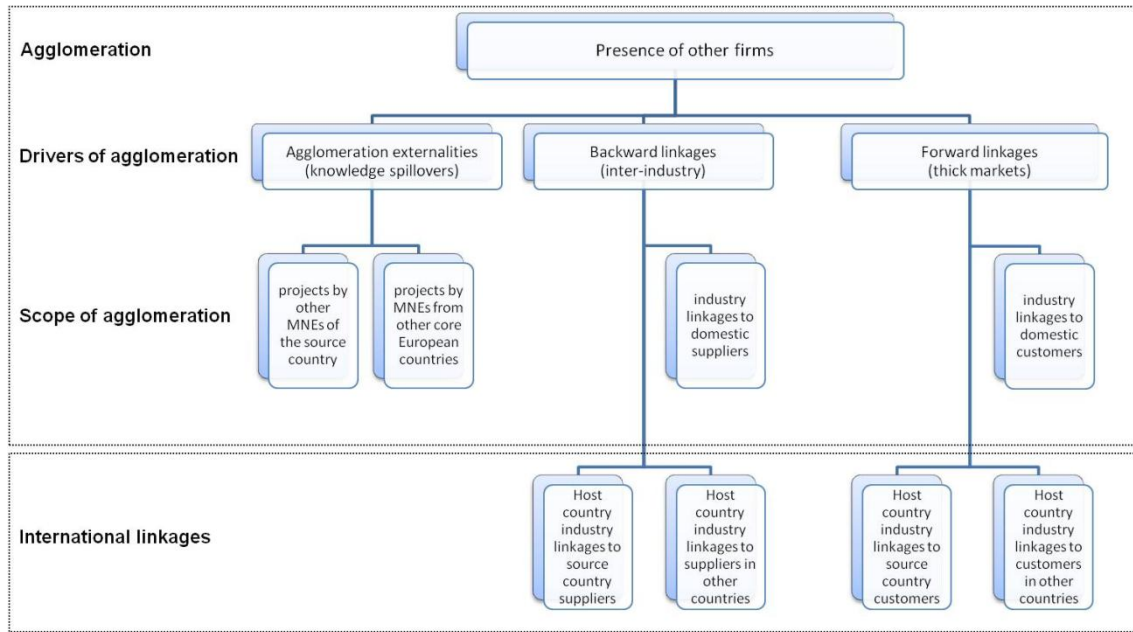 Agglomeration
Presence of other firms
Drivers of agglomeration
Agglomeration externalities
(knowledge spillovers)
Backward linkages
(inter-industry)
Forward linkages
(thick markets)
Scope of agglomeration
projects by
other
MNEs of
the source
country
projects by
MNEs from
other core
European
countries
industry
linkages to
domestic
suppliers
industry
linkages to
domestic
customers
International linkages
Host
country
industry
linkages to
source
country
suppliers
Host
country
industry
linkages to
suppliers in
other
countries
Host
country
industry
linkages to
source
country
customers
Host
country
industry
linkages to
customers
in other
countries